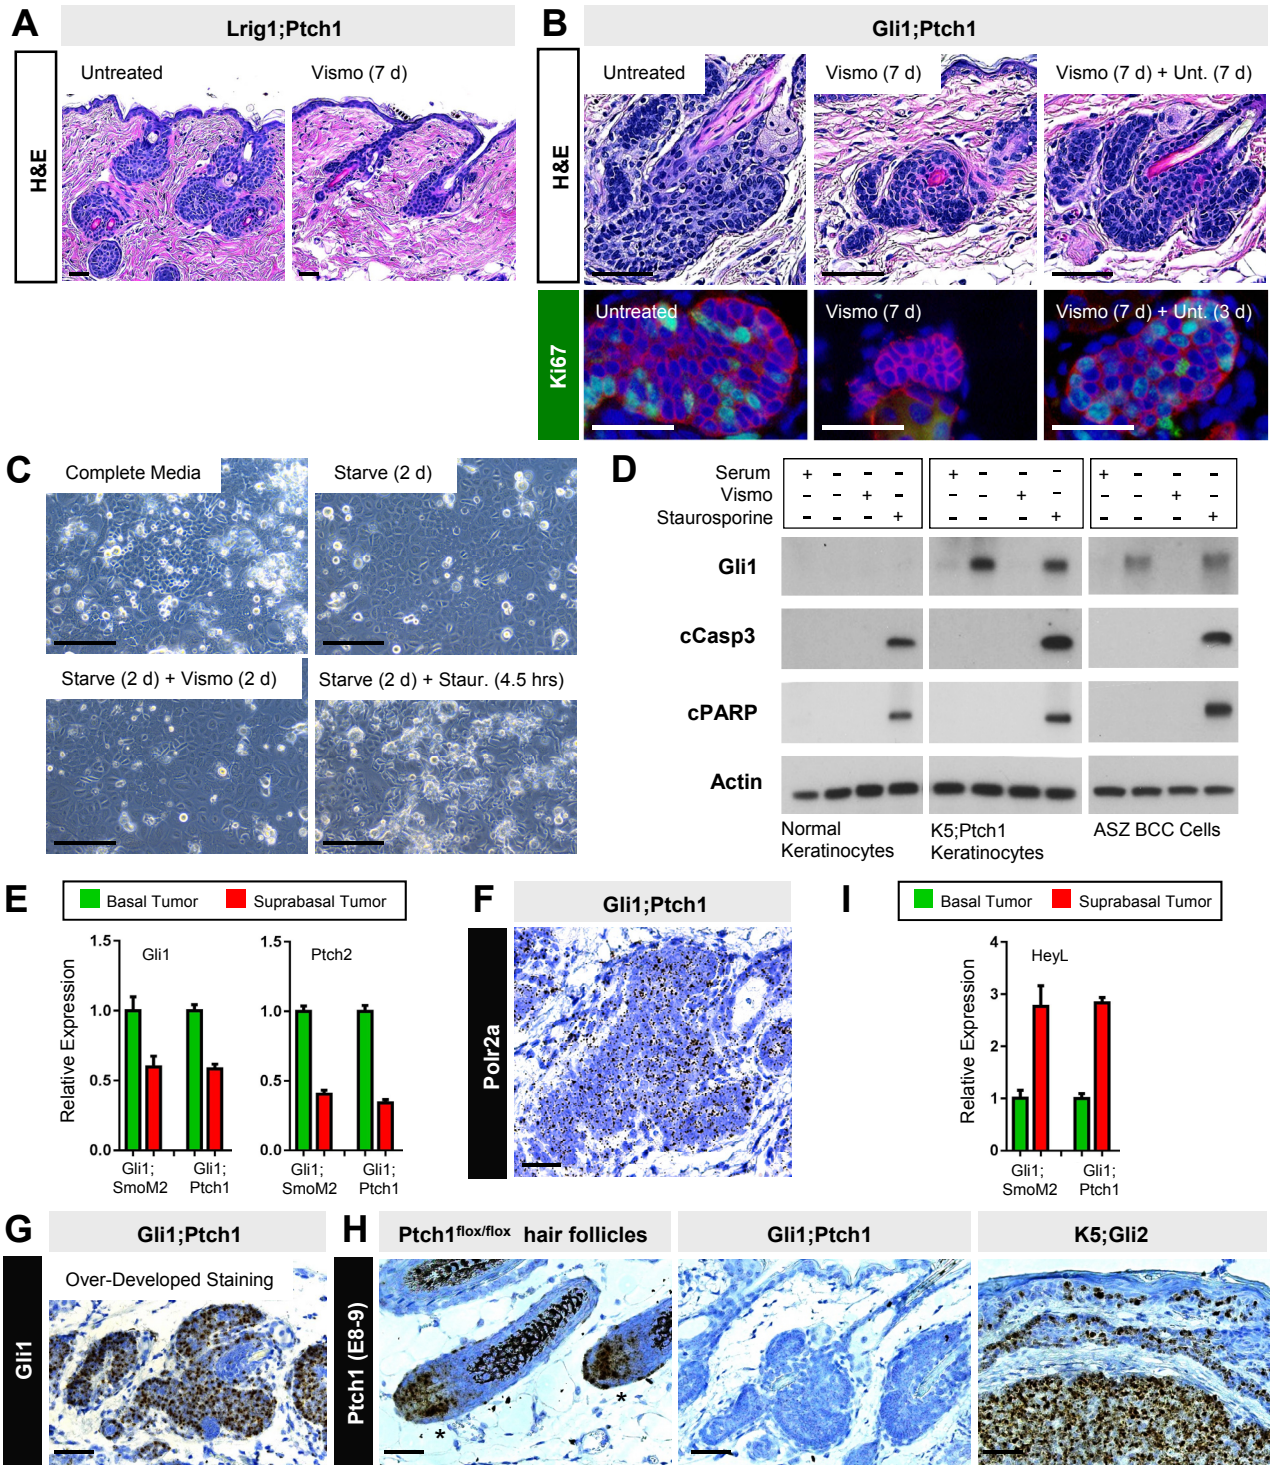 A
Lrig1;Ptch1
H&E
Untreated
Vismo (7 d)
B
Gli1;Ptch1
H&E
Untreated
Vismo (7 d)
Vismo (7 d) + Unt. (7 d)
Ki67
Untreated
Vismo (7 d)
Vismo (7 d) + Unt. (3 d)
C
Complete Media
Starve (2 d)
Starve (2 d) + Vismo (2 d)
Starve (2 d) + Staur. (4.5 hrs)
D
Serum + - - - + - - - + - - -
Vismo - - + - - - + - - - + -
Staurosporine - - - + - - - + - - - +
Gli1
cCasp3
cPARP
Actin
Normal Keratinocytes
K5;Ptch1 Keratinocytes
ASZ BCC Cells
E
Basal Tumor
Suprabasal Tumor
Relative Expression
1.5
1.0
0.5
0.0
Gli1
Gli1; SmoM2
Gli1; Ptch1
1.5
1.0
0.5
0.0
Ptch2
Gli1; SmoM2
Gli1; Ptch1
F
Gli1;Ptch1
Polr2a
I
Basal Tumor
Suprabasal Tumor
Relative Expression
4
3
2
1
0
HeyL
Gli1; SmoM2
Gli1; Ptch1
G
Gli1;Ptch1
Gli1
Over-Developed Staining
H
Ptch1flox/flox hair follicles
Gli1;Ptch1
K5;Gli2
Ptch1 (E8-9)
*
*